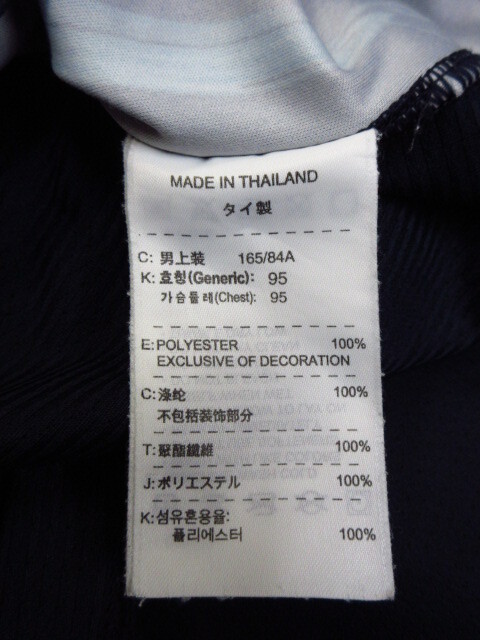 MADE IN THAILAND
タイ製
C: 男上装 165/84A
K: 호칭(Generic): 95
가슴둘레(Chest): 95
E: POLYESTER 100%
EXCLUSIVE OF DECORATION
C: 涤纶 100%
不包括装饰部分
T: 聚酯纖維 100%
J: ポリエステル 100%
K: 섬유혼용율:
폴리에스터 100%